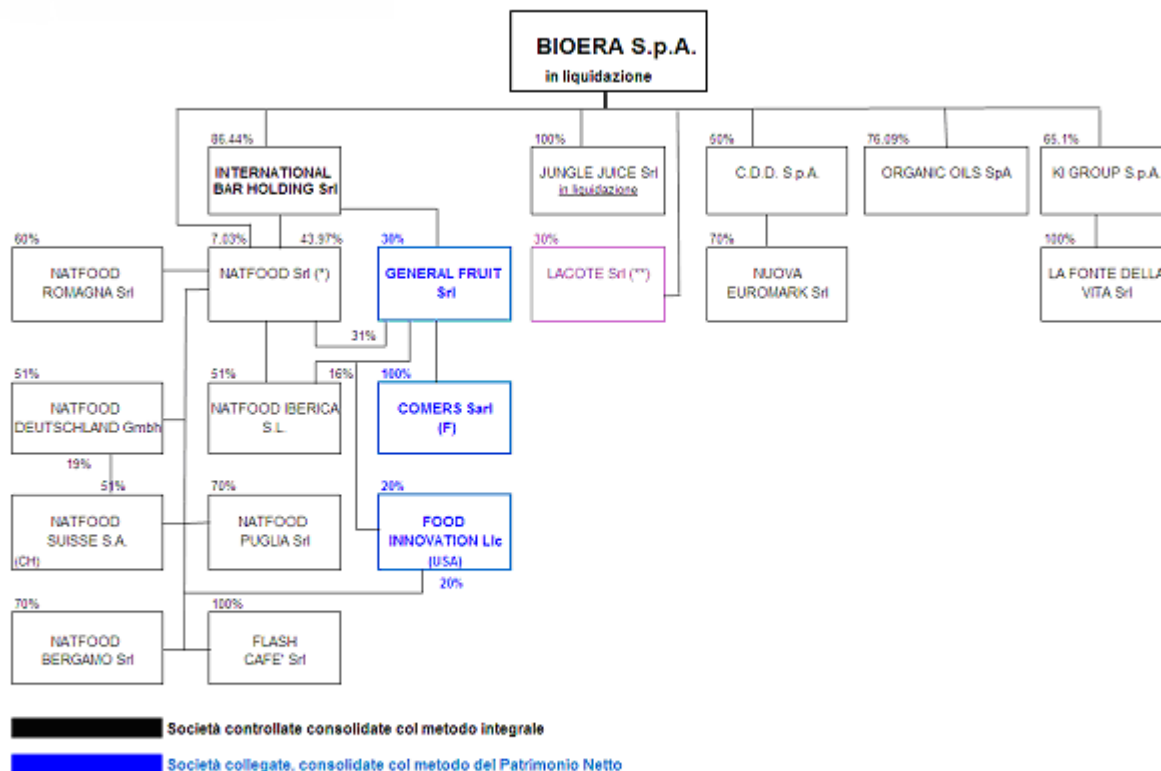 BIOERA S.p.A.
in liquidazione
86.44%
100%
60%
76.09%
65.1%
INTERNATIONAL
BAR HOLDING Srl
JUNGLE JUICE Srl
in liquidazione
C.D.D. S.p.A.
ORGANIC OILS SpA
KI GROUP S.p.A.
60%
7.03%
43.97%
30%
30%
70%
100%
NATFOOD
ROMAGNA Srl
NATFOOD Srl (*)
GENERAL FRUIT
Srl
LAGOTE Srl (**)
NUOVA
EUROMARK Srl
LA FONTE DELLA
VITA Srl
31%
51%
51%
16%
100%
NATFOOD
DEUTSCHLAND Gmbh
NATFOOD IBERICA
S.L.
COMERS Sarl
(F)
19%
51%
70%
20%
NATFOOD
SUISSE S.A.
(CH)
NATFOOD
PUGLIA Srl
FOOD
INNOVATION Llc
(USA)
20%
70%
100%
NATFOOD
BERGAMO Srl
FLASH
CAFE' Srl
Società controllate consolidate col metodo integrale
Società collegate, consolidate col metodo del Patrimonio Netto